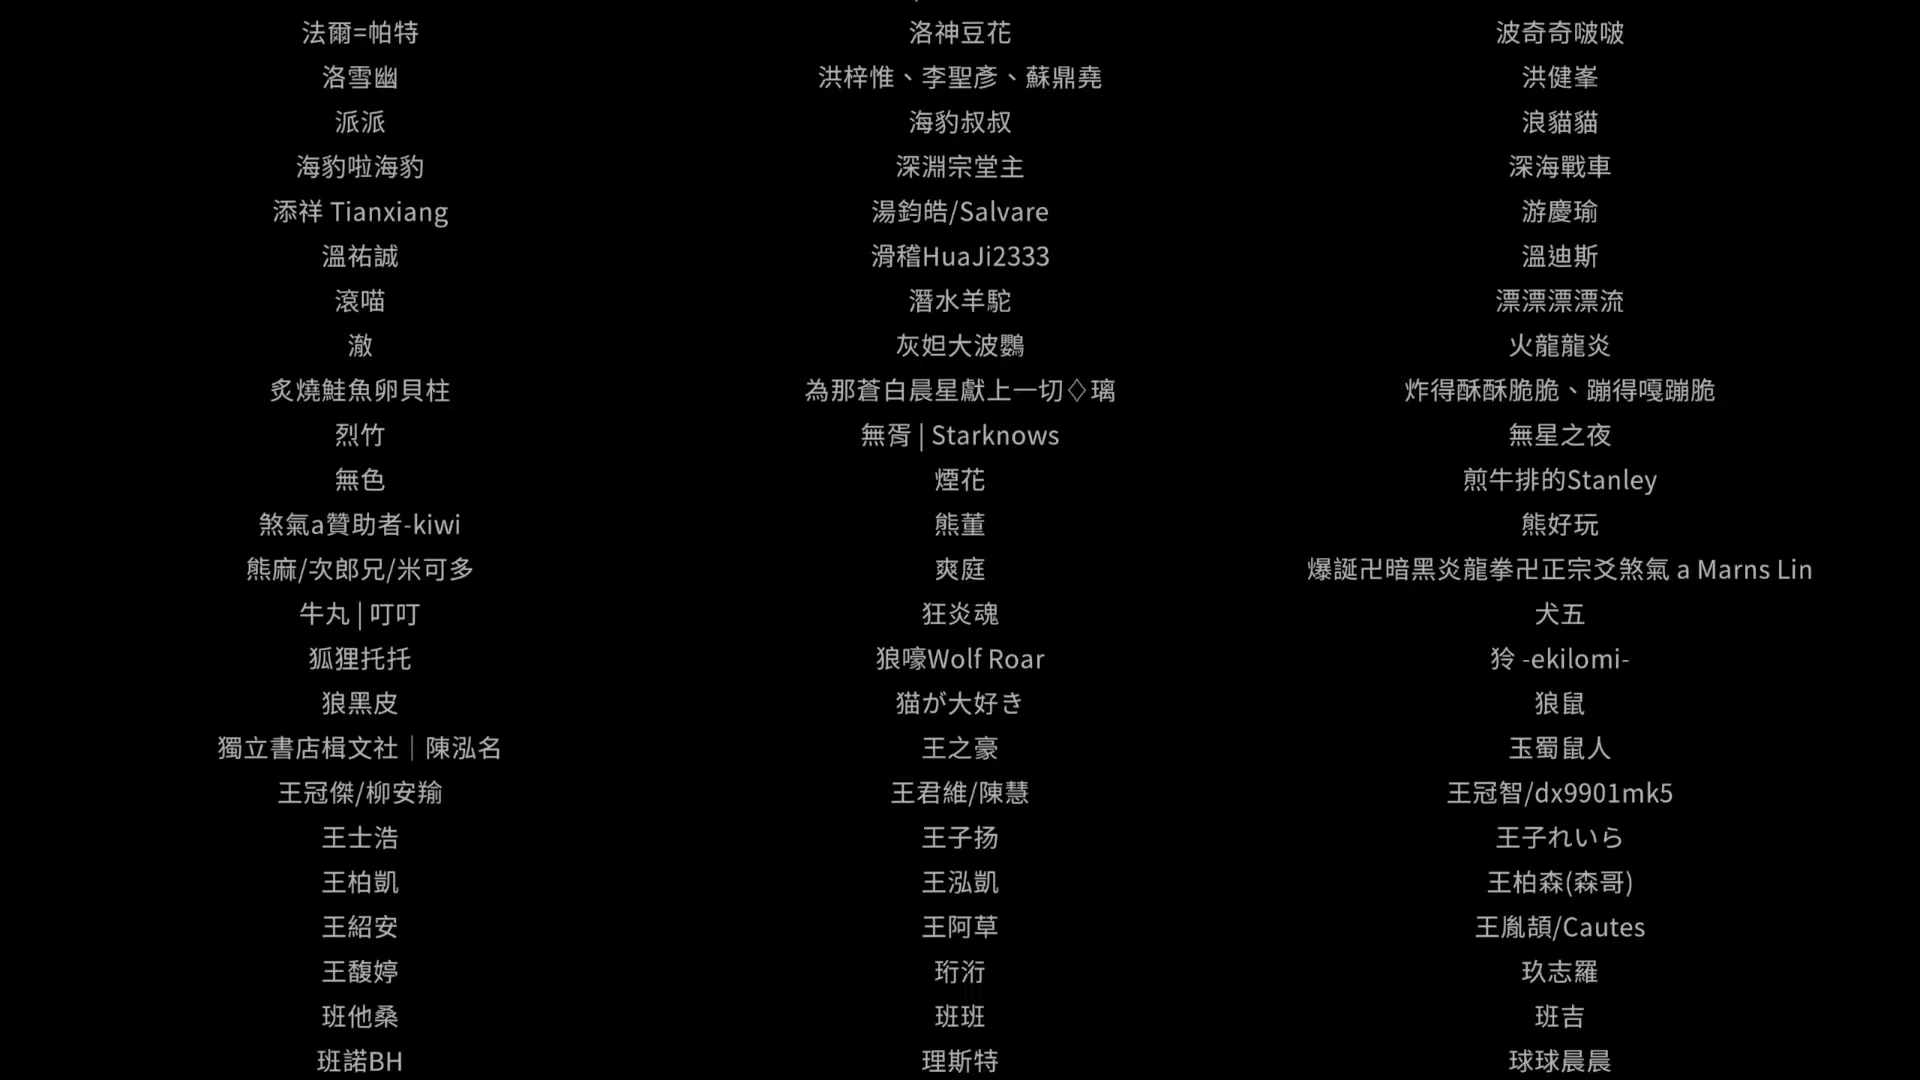 法爾=帕特 洛神豆花 波奇奇啵啵
洛雪幽 洪梓惟、李聖彥、蘇鼎堯 洪健峯
派派 海豹叔叔 浪貓貓
海豹啦海豹 深淵宗堂主 深海戰車
添祥 Tianxiang 湯鈞皓/Salvare 游慶瑜
溫祐誠 滑稽HuaJi2333 溫迪斯
滾喵 潛水羊駝 漂漂漂漂流
澈 灰妲大波鸚 火龍龍炎
炙燒鮭魚卵貝柱 為那蒼白晨星獻上一切♢璃 炸得酥酥脆脆、蹦得嘎蹦脆
烈竹 無胥 | Starknows 無星之夜
無色 煙花 煎牛排的Stanley
煞氣a贊助者-kiwi 熊董 熊好玩
熊麻/次郎兄/米可多 爽庭 爆誕卍暗黑炎龍拳卍正宗爻煞氣 a Marns Lin
牛丸 | 叮叮 狂炎魂 犬五
狐狸托托 狼嚎Wolf Roar 狑 -ekilomi-
狼黑皮 猫が大好き 狼鼠
獨立書店楫文社｜陳泓名 王之豪 玉蜀鼠人
王冠傑/柳安羭 王君維/陳慧 王冠智/dx9901mk5
王士浩 王子扬 王子れいら
王柏凱 王泓凱 王柏森(森哥)
王紹安 王阿草 王胤頡/Cautes
王馥婷 珩洐 玖志羅
班他桑 班班 班吉
班諾BH 理斯特 球球晨晨